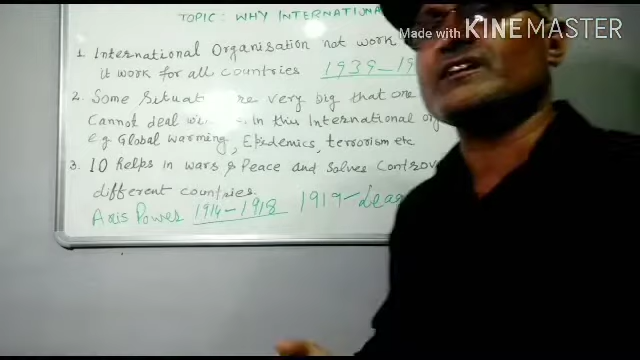 TOPIC: WHY INTERNATIONA
Made with KINEMASTER
1. International Organisation not work
it work for all countries 1939-19
2. Some Situat are very big that one
Cannot deal wi In this International
eg Global warming, Epidemics, terrorism etc
3. IO helps in wars & Peace and solves Controv
different countries.
Axis Power 1914-1918 1919-Leag